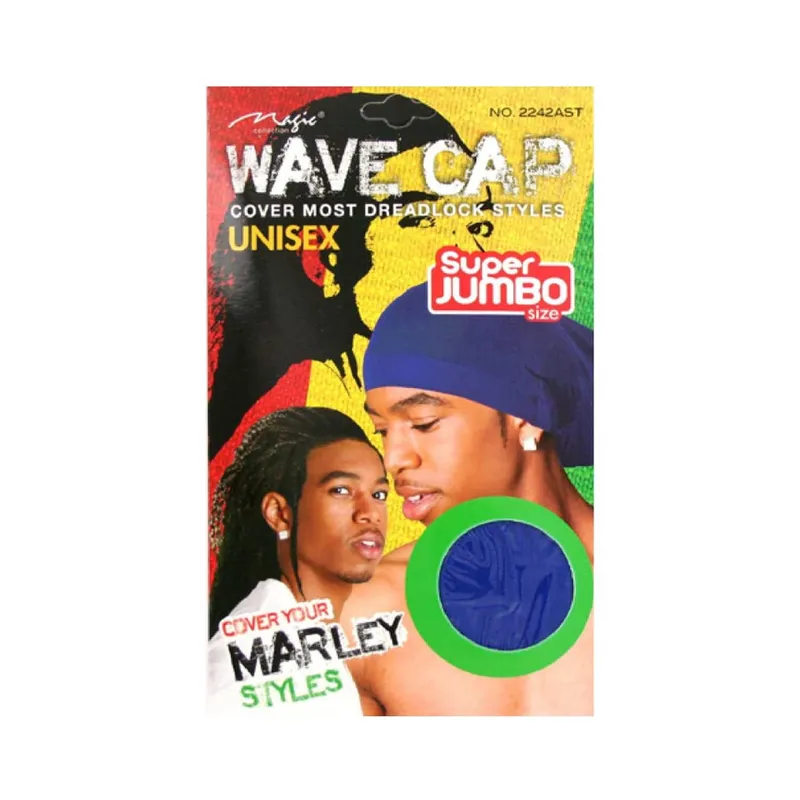 Magic®
collection
NO. 2242AST
WAVE CAP
COVER MOST DREADLOCK STYLES
UNISEX
Super
JUMBO
size
COVER YOUR
MARLEY
STYLES